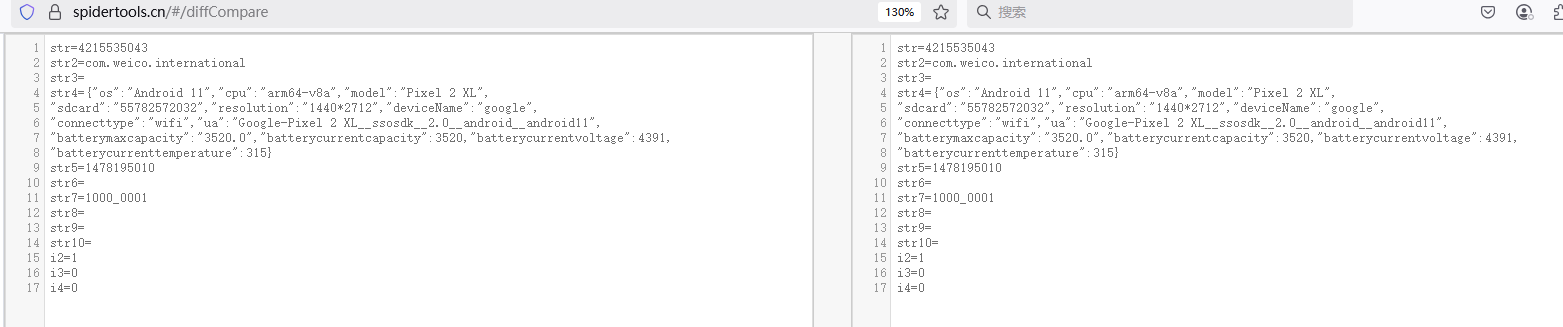 spidertools.cn/#/diffCompare
130%
搜索
1 str=4215535043
2 str2=com.weico.international
3 str3=
4 str4={"os":"Android 11","cpu":"arm64-v8a","model":"Pixel 2 XL",
5 "sdcard":"55782572032","resolution":"1440*2712","deviceName":"google",
6 "connecttype":"wifi","ua":"Google-Pixel 2 XL__ssosdk__2.0__android__android11",
7 "batterymaxcapacity":"3520.0","batterycurrentcapacity":3520,"batterycurrentvoltage":4391,
8 "batterycurrenttemperature":315}
9 str5=1478195010
10 str6=
11 str7=1000_0001
12 str8=
13 str9=
14 str10=
15 i2=1
16 i3=0
17 i4=0
1 str=4215535043
2 str2=com.weico.international
3 str3=
4 str4={"os":"Android 11","cpu":"arm64-v8a","model":"Pixel 2 XL",
5 "sdcard":"55782572032","resolution":"1440*2712","deviceName":"google",
6 "connecttype":"wifi","ua":"Google-Pixel 2 XL__ssosdk__2.0__android__android11",
7 "batterymaxcapacity":"3520.0","batterycurrentcapacity":3520,"batterycurrentvoltage":4391,
8 "batterycurrenttemperature":315}
9 str5=1478195010
10 str6=
11 str7=1000_0001
12 str8=
13 str9=
14 str10=
15 i2=1
16 i3=0
17 i4=0